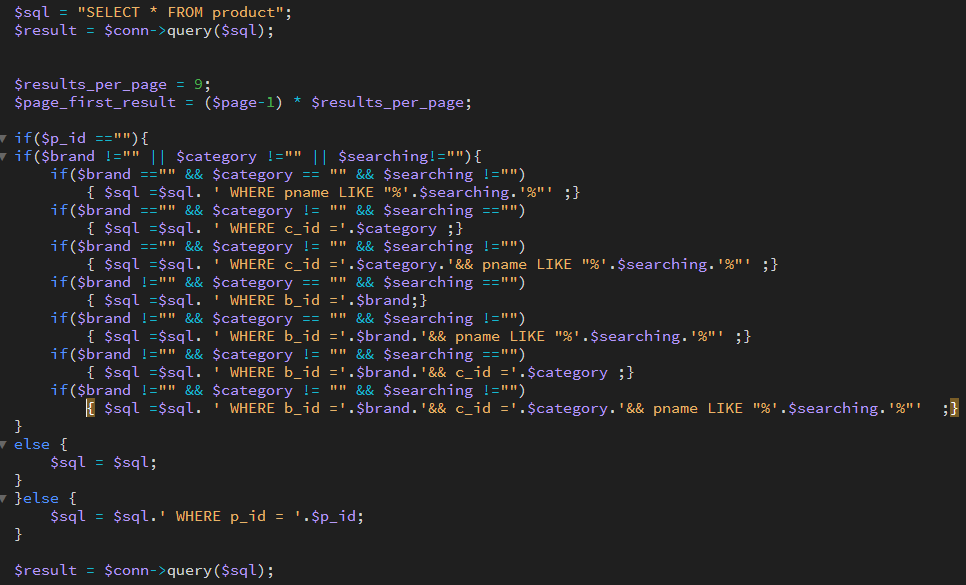 $sql = "SELECT * FROM product";
$result = $conn->query($sql);
$results_per_page = 9;
$page_first_result = ($page-1) * $results_per_page;
if($p_id ==""){
if($brand !="" || $category !="" || $searching!=""){
if($brand =="" && $category == "" && $searching !="")
{ $sql =$sql. ' WHERE pname LIKE "%'.$searching.'%"' ;}
if($brand =="" && $category != "" && $searching =="")
{ $sql =$sql. ' WHERE c_id ='.$category ;}
if($brand =="" && $category != "" && $searching !="")
{ $sql =$sql. ' WHERE c_id ='.$category.'&& pname LIKE "%'.$searching.'%"' ;}
if($brand !="" && $category == "" && $searching =="")
{ $sql =$sql. ' WHERE b_id ='.$brand;}
if($brand !="" && $category == "" && $searching !="")
{ $sql =$sql. ' WHERE b_id ='.$brand.'&& pname LIKE "%'.$searching.'%"' ;}
if($brand !="" && $category != "" && $searching =="")
{ $sql =$sql. ' WHERE b_id ='.$brand.'&& c_id ='.$category ;}
if($brand !="" && $category != "" && $searching !="")
{ $sql =$sql. ' WHERE b_id ='.$brand.'&& c_id ='.$category.'&& pname LIKE "%'.$searching.'%"'  ;}
}
else {
$sql = $sql;
}
}else {
$sql = $sql.' WHERE p_id = '.$p_id;
}
$result = $conn->query($sql);